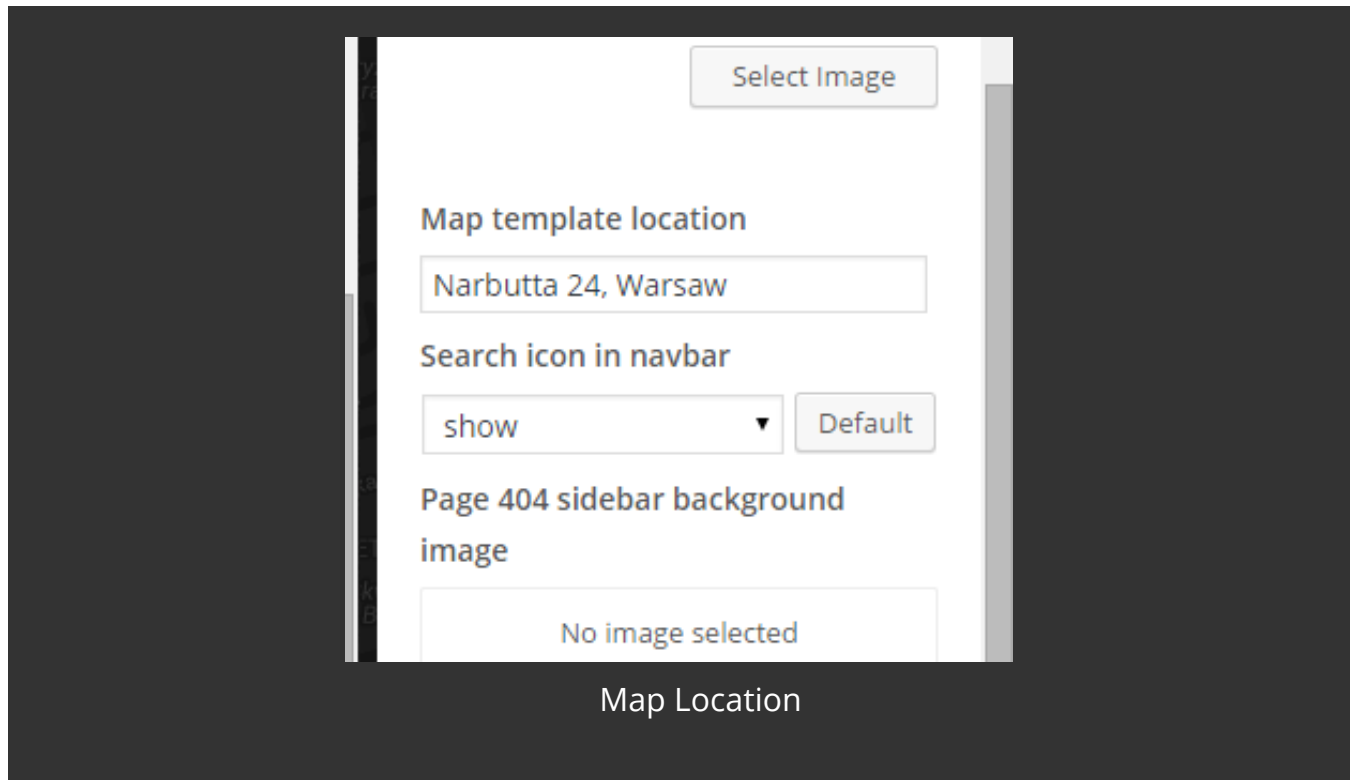 Select Image
Map template location
Narbutta 24, Warsaw
Search icon in navbar
show
Default
Page 404 sidebar background
image
No image selected
Map Location